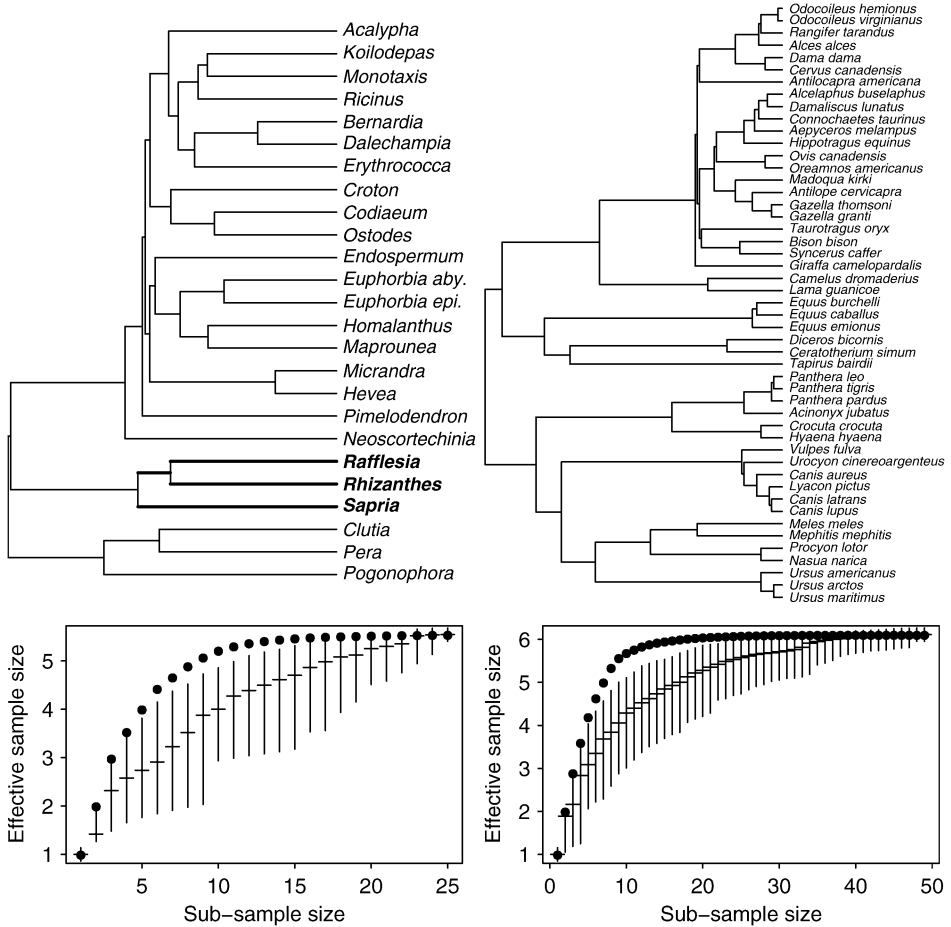 Acalypha
Koilodepas
Monotaxis
Ricinus
Bernardia
Dalechampia
Erythrococca
Croton
Codiaeum
Ostodes
Endospermum
Euphorbia aby.
Euphorbia epi.
Homalanthus
Maprounea
Micrandra
Hevea
Pimelodendron
Neoscortechinia
Rafflesia
Rhizanthes
Sapria
Clutia
Pera
Pogonophora
Odocoileus hemionus
Odocoileus virginianus
Rangifer tarandus
Alces alces
Dama dama
Cervus canadensis
Antilocapra americana
Alcelaphus buselaphus
Damaliscus lunatus
Connochaetes taurinus
Aepyceros melampus
Hippotragus equinus
Ovis canadensis
Oreamnos americanus
Madoqua kirki
Antilope cervicapra
Gazella thomsoni
Gazella granti
Taurotragus oryx
Bison bison
Syncerus caffer
Giraffa camelopardalis
Camelus dromaderius
Lama guanicoe
Equus burchelli
Equus caballus
Equus emionus
Diceros bicornis
Ceratotherium simum
Tapirus bairdii
Panthera leo
Panthera tigris
Panthera pardus
Acinonyx jubatus
Crocuta crocuta
Hyaena hyaena
Vulpes fulva
Urocyon cinereoargenteus
Canis aureus
Lyacon pictus
Canis latrans
Canis lupus
Meles meles
Mephitis mephitis
Procyon lotor
Nasua narica
Ursus americanus
Ursus arctos
Ursus maritimus
Effective sample size
5
4
3
2
1
5 10 15 20 25
Sub−sample size
Effective sample size
6
5
4
3
2
1
0 10 20 30 40 50
Sub−sample size